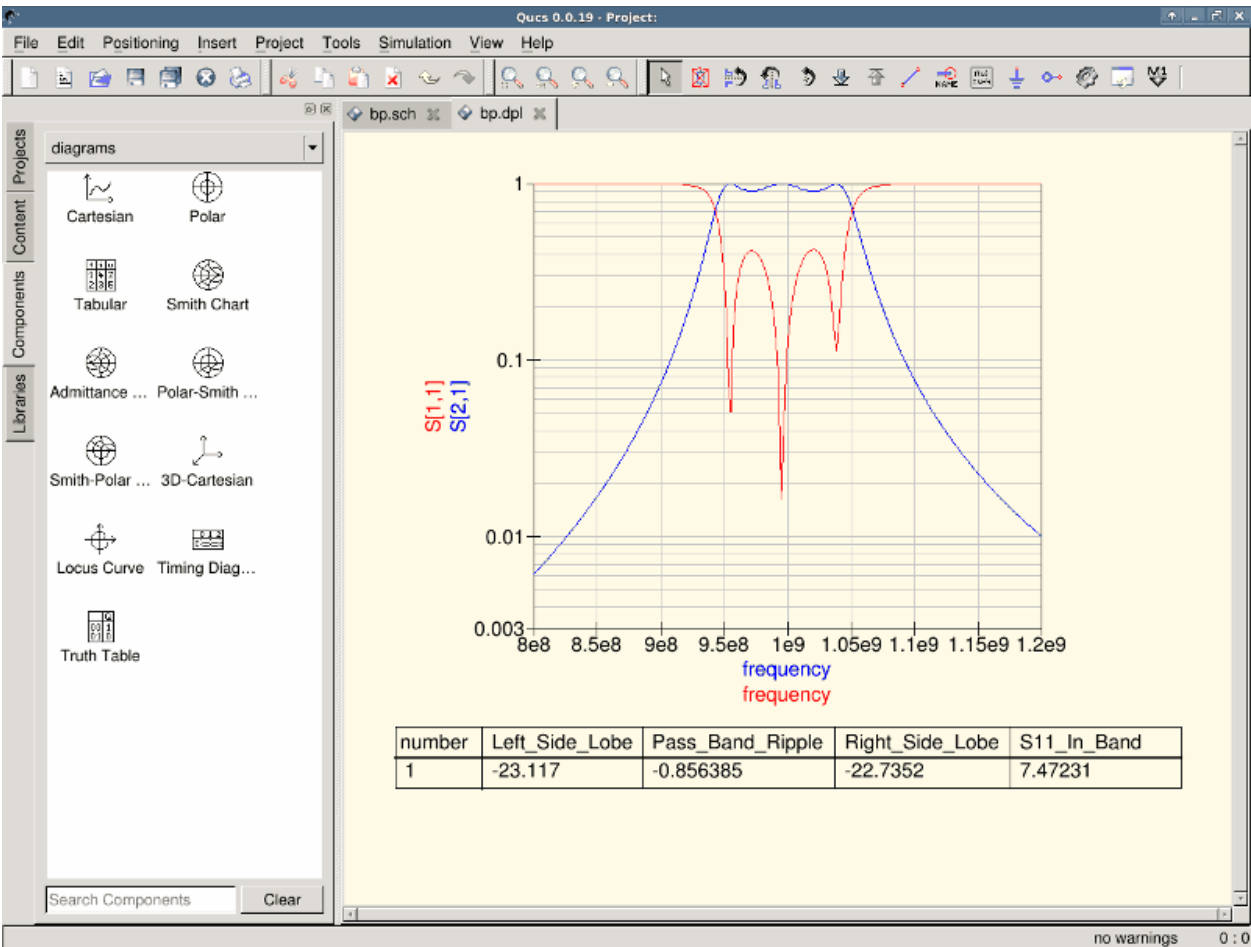 Qucs 0.0.19 - Project:
File Edit Positioning Insert Project Tools Simulation View Help
NAME
bp.sch
bp.dpl
Projects
Content
Components
Libraries
diagrams
Cartesian Polar
Tabular Smith Chart
Admittance ... Polar-Smith ...
Smith-Polar ... 3D-Cartesian
Locus Curve Timing Diag...
Truth Table
Search Components Clear
1
0.1
0.01
0.003
S[1,1]
S[2,1]
8e8 8.5e8 9e8 9.5e8 1e9 1.05e9 1.1e9 1.15e9 1.2e9
frequency
frequency
number Left_Side_Lobe Pass_Band_Ripple Right_Side_Lobe S11_In_Band
1 -23.117 -0.856385 -22.7352 7.47231
no warnings 0 : 0